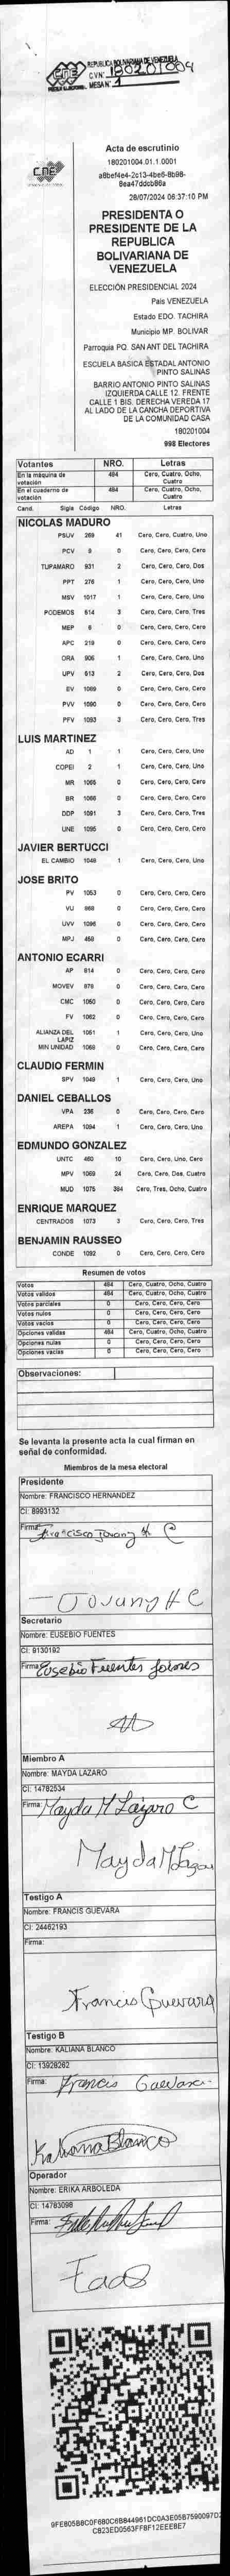 REPUBLICA BOLIVARIANA DE VENEZUELA
CNE CVN° 180201004
MESA N° 1
CNE
Acta de escrutinio
180201004.01.1.0001
28/07/2024 06:37:10 PM
PRESIDENTA O
PRESIDENTE DE LA
REPUBLICA
BOLIVARIANA DE
VENEZUELA
ELECCIÓN PRESIDENCIAL 2024
País VENEZUELA
Estado EDO. TACHIRA
Municipio MP. BOLIVAR
Parroquia PQ. SAN ANT DEL TACHIRA
ESCUELA BASICA ESTADAL ANTONIO
PINTO SALINAS
BARRIO ANTONIO PINTO SALINAS
IZQUIERDA CALLE 12. FRENTE
CALLE 1 BIS. DERECHA VEREDA 17
AL LADO DE LA CANCHA DEPORTIVA
DE LA COMUNIDAD CASA
180201004
998 Electores
Votantes NRO. Letras
En la máquina de votación 484 Cero, Cuatro, Ocho, Cuatro
En el cuaderno de votación 484 Cero, Cuatro, Ocho, Cuatro
Cand. Sigla Código NRO. Letras
NICOLAS MADURO
PSUV 269 41 Cero, Cero, Cuatro, Uno
PCV 9 0 Cero, Cero, Cero, Cero
TUPAMARO 931 2 Cero, Cero, Cero, Dos
PPT 276 1 Cero, Cero, Cero, Uno
MSV 1017 1 Cero, Cero, Cero, Uno
PODEMOS 514 3 Cero, Cero, Cero, Tres
MEP 6 0 Cero, Cero, Cero, Cero
APC 219 0 Cero, Cero, Cero, Cero
ORA 906 1 Cero, Cero, Cero, Uno
UPV 613 2 Cero, Cero, Cero, Dos
EV 1089 0 Cero, Cero, Cero, Cero
PVV 1090 0 Cero, Cero, Cero, Cero
PFV 1093 3 Cero, Cero, Cero, Tres
LUIS MARTINEZ
AD 1 1 Cero, Cero, Cero, Uno
COPEI 2 1 Cero, Cero, Cero, Uno
MR 1065 0 Cero, Cero, Cero, Cero
BR 1066 0 Cero, Cero, Cero, Cero
DDP 1091 3 Cero, Cero, Cero, Tres
UNE 1095 0 Cero, Cero, Cero, Cero
JAVIER BERTUCCI
EL CAMBIO 1048 1 Cero, Cero, Cero, Uno
JOSE BRITO
PV 1053 0 Cero, Cero, Cero, Cero
VU 868 0 Cero, Cero, Cero, Cero
UVV 1096 0 Cero, Cero, Cero, Cero
MPJ 458 0 Cero, Cero, Cero, Cero
ANTONIO ECARRI
AP 814 0 Cero, Cero, Cero, Cero
MOVEV 876 0 Cero, Cero, Cero, Cero
CMC 1050 0 Cero, Cero, Cero, Cero
FV 1062 0 Cero, Cero, Cero, Cero
ALIANZA DEL LAPIZ 1051 1 Cero, Cero, Cero, Uno
MIN UNIDAD 1068 0 Cero, Cero, Cero, Cero
CLAUDIO FERMIN
SPV 1049 1 Cero, Cero, Cero, Uno
DANIEL CEBALLOS
VPA 236 0 Cero, Cero, Cero, Cero
AREPA 1094 1 Cero, Cero, Cero, Uno
EDMUNDO GONZALEZ
UNTC 460 10 Cero, Cero, Uno, Cero
MPV 1069 24 Cero, Cero, Dos, Cuatro
MUD 1075 384 Cero, Tres, Ocho, Cuatro
ENRIQUE MARQUEZ
CENTRADOS 1073 3 Cero, Cero, Cero, Tres
BENJAMIN RAUSSEO
CONDE 1092 0 Cero, Cero, Cero, Cero
Resumen de votos
Votos 484 Cero, Cuatro, Ocho, Cuatro
Votos validos 484 Cero, Cuatro, Ocho, Cuatro
Votos parciales 0 Cero, Cero, Cero, Cero
Votos nulos 0 Cero, Cero, Cero, Cero
Votos vacios 0 Cero, Cero, Cero, Cero
Opciones validas 484 Cero, Cuatro, Ocho, Cuatro
Opciones nulas 0 Cero, Cero, Cero, Cero
Opciones vacias 0 Cero, Cero, Cero, Cero
Observaciones:
Se levanta la presente acta la cual firman en
señal de conformidad.
Miembros de la mesa electoral
Presidente
Nombre: FRANCISCO HERNANDEZ
CI: 8993132
Firma: Francisco Jovany H C
Jovany H C
Secretario
Nombre: EUSEBIO FUENTES
CI: 9130192
Firma: Eusebio Fuentes
Miembro A
Nombre: MAYDA LAZARO
CI: 14782534
Firma: Mayda M Lázaro C
Mayda M Lázaro
Testigo A
Nombre: FRANCIS GUEVARA
CI: 24462193
Firma:
Francis Guevara
Testigo B
Nombre: KALIANA BLANCO
CI: 13928262
Firma: Francis Guevara
Kaliana Blanco
Operador
Nombre: ERIKA ARBOLEDA
CI: 14783098
Firma: